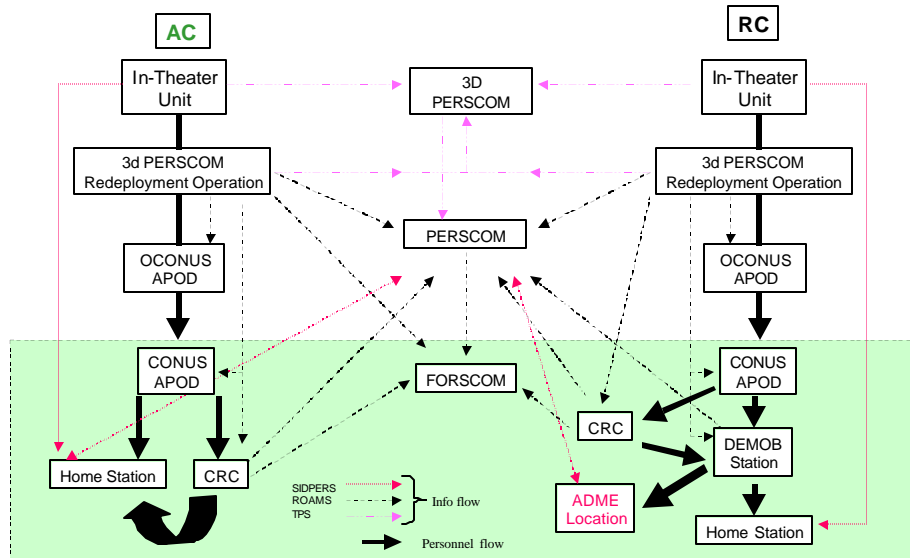 AC
RC
In-Theater
Unit
3D
PERSCOM
In-Theater
Unit
3d PERSCOM
Redeployment Operation
3d PERSCOM
Redeployment Operation
PERSCOM
OCONUS
APOD
OCONUS
APOD
CONUS
APOD
FORSCOM
CONUS
APOD
CRC
DEMOB
Station
Home Station
CRC
ADME
Location
Home Station
SIDPERS
ROAMS
TPS
Info flow
Personnel flow